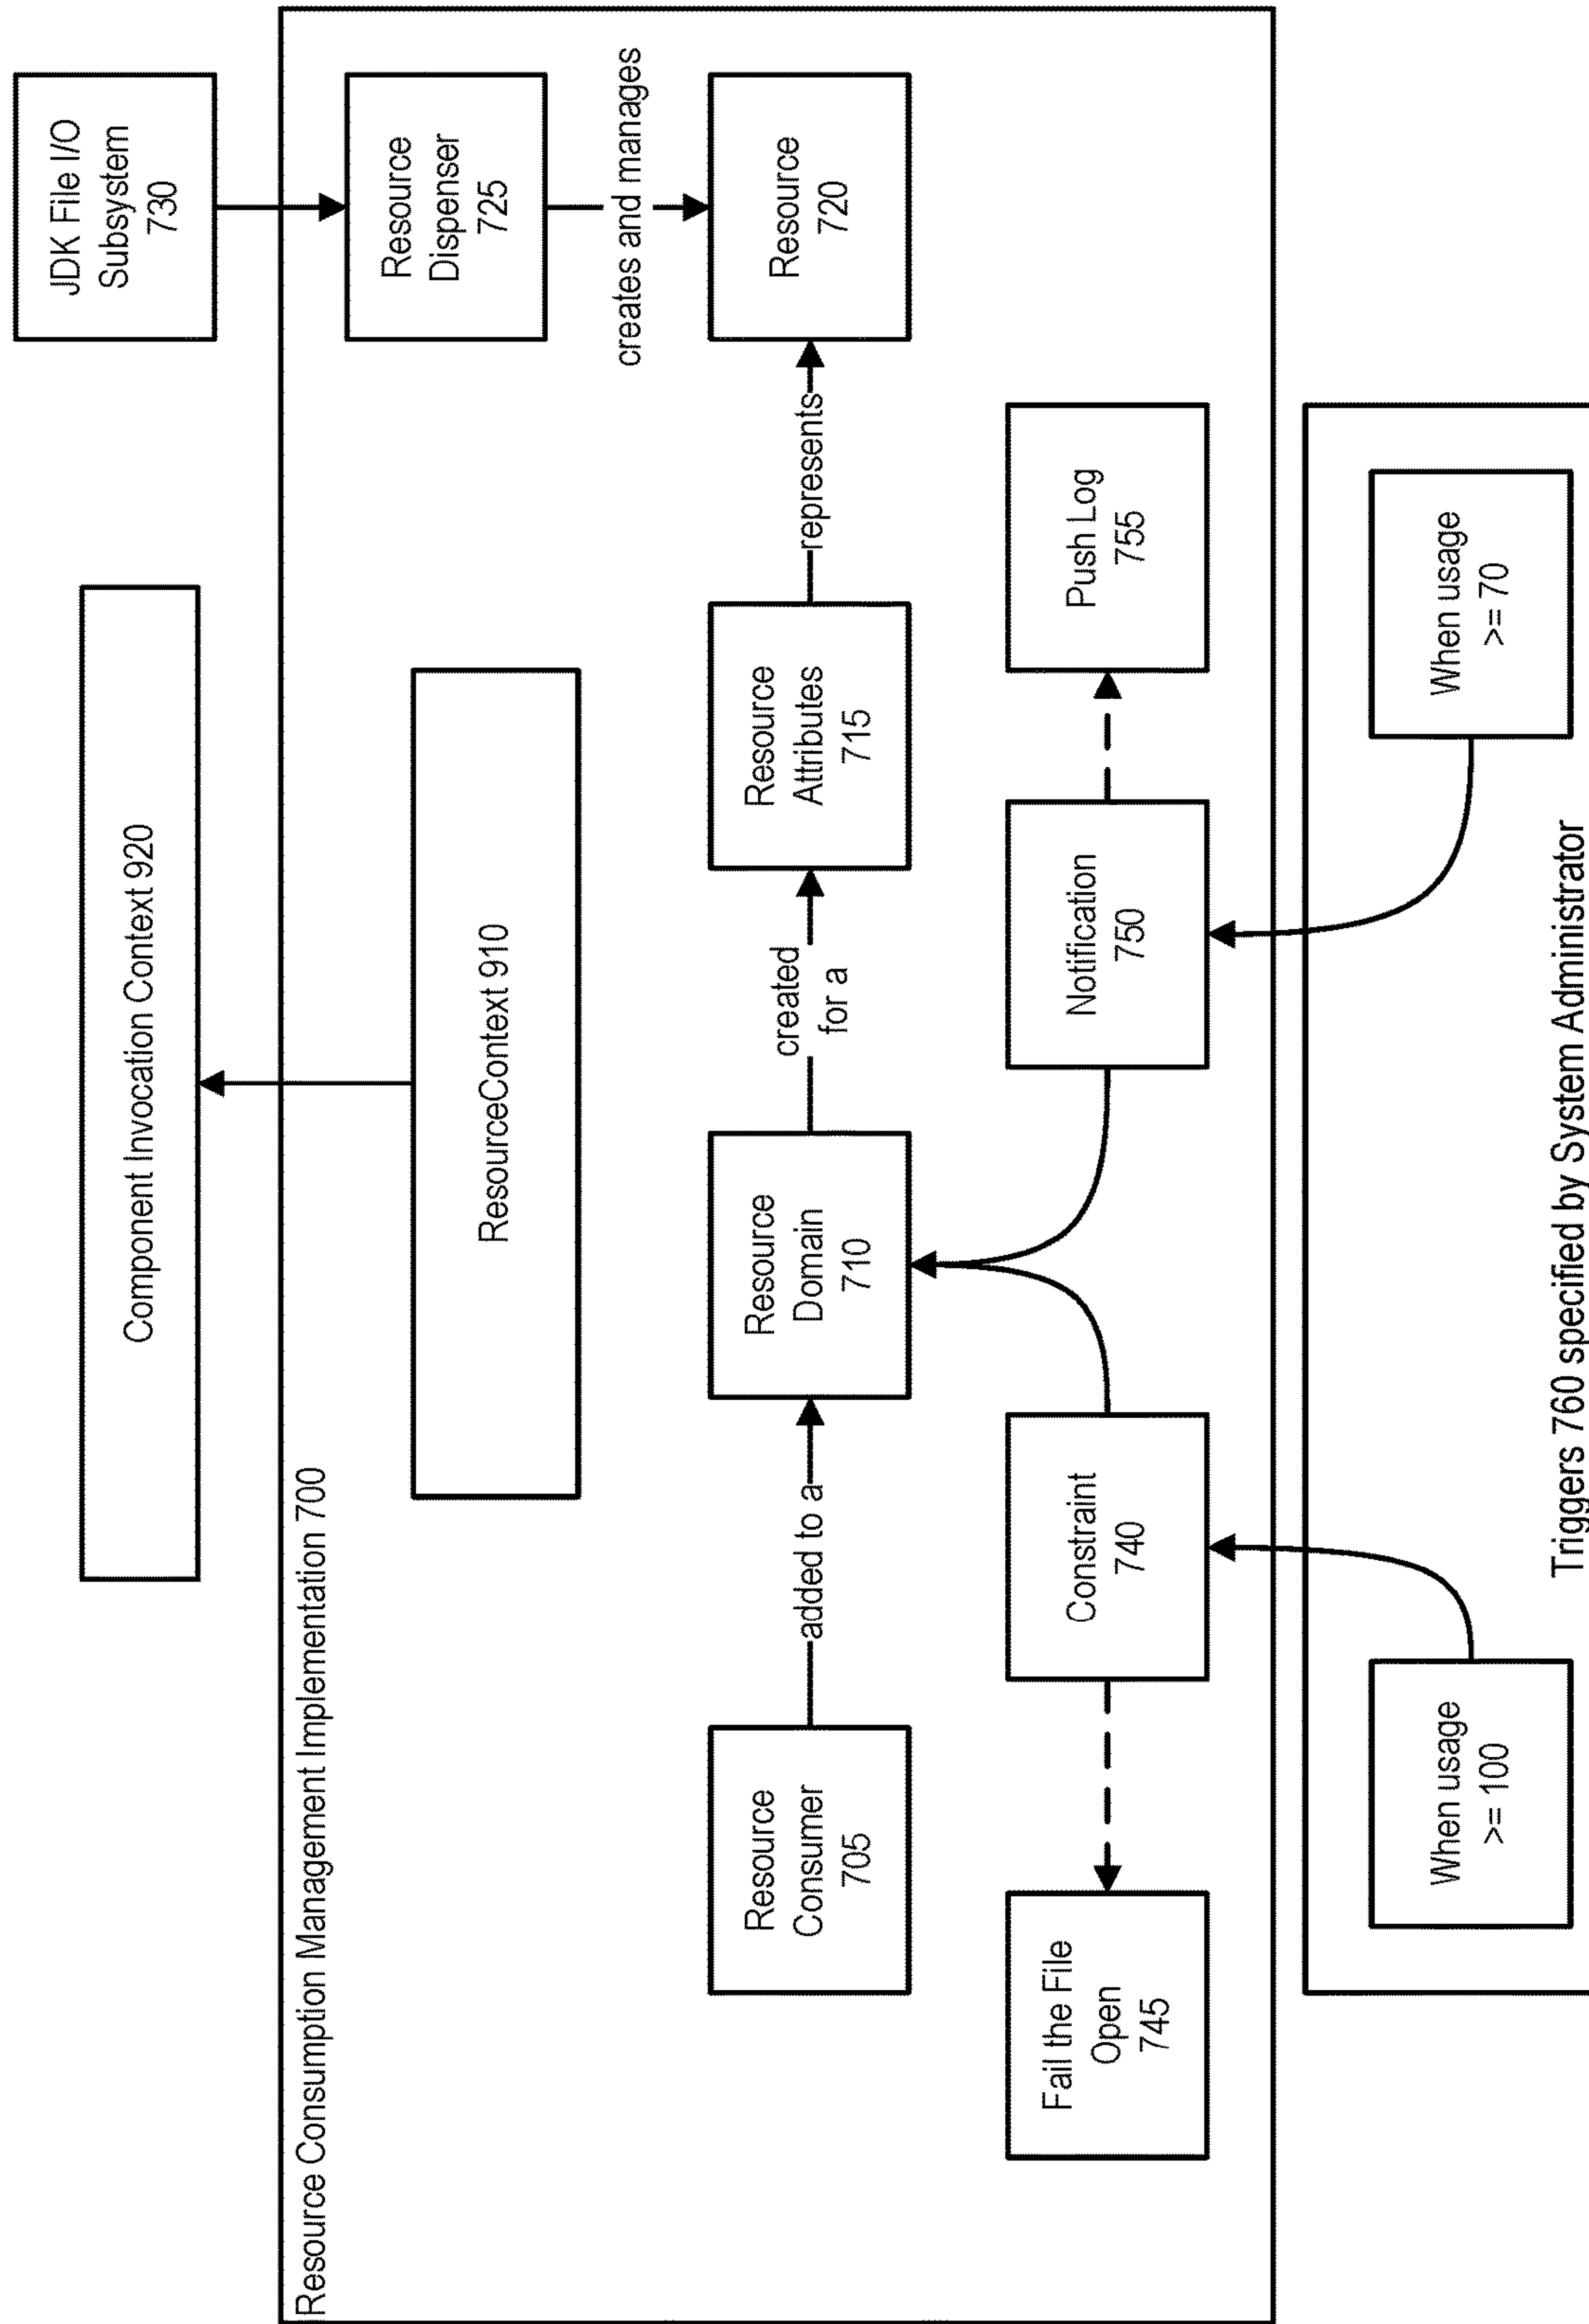 JDK File I/O
Subsystem
730
Component Invocation Context 920
Resource Consumption Management Implementation 700
ResourceContext 910
Resource
Dispenser
725
creates and manages
Resource
Consumer
705
added to a
Resource
Domain
710
created
for a
Resource
Attributes
715
represents
Resource
720
Fail the File
Open
745
Constraint
740
Notification
750
Push Log
755
When usage
>= 100
When usage
>= 70
Triggers 760 specified by System Administrator